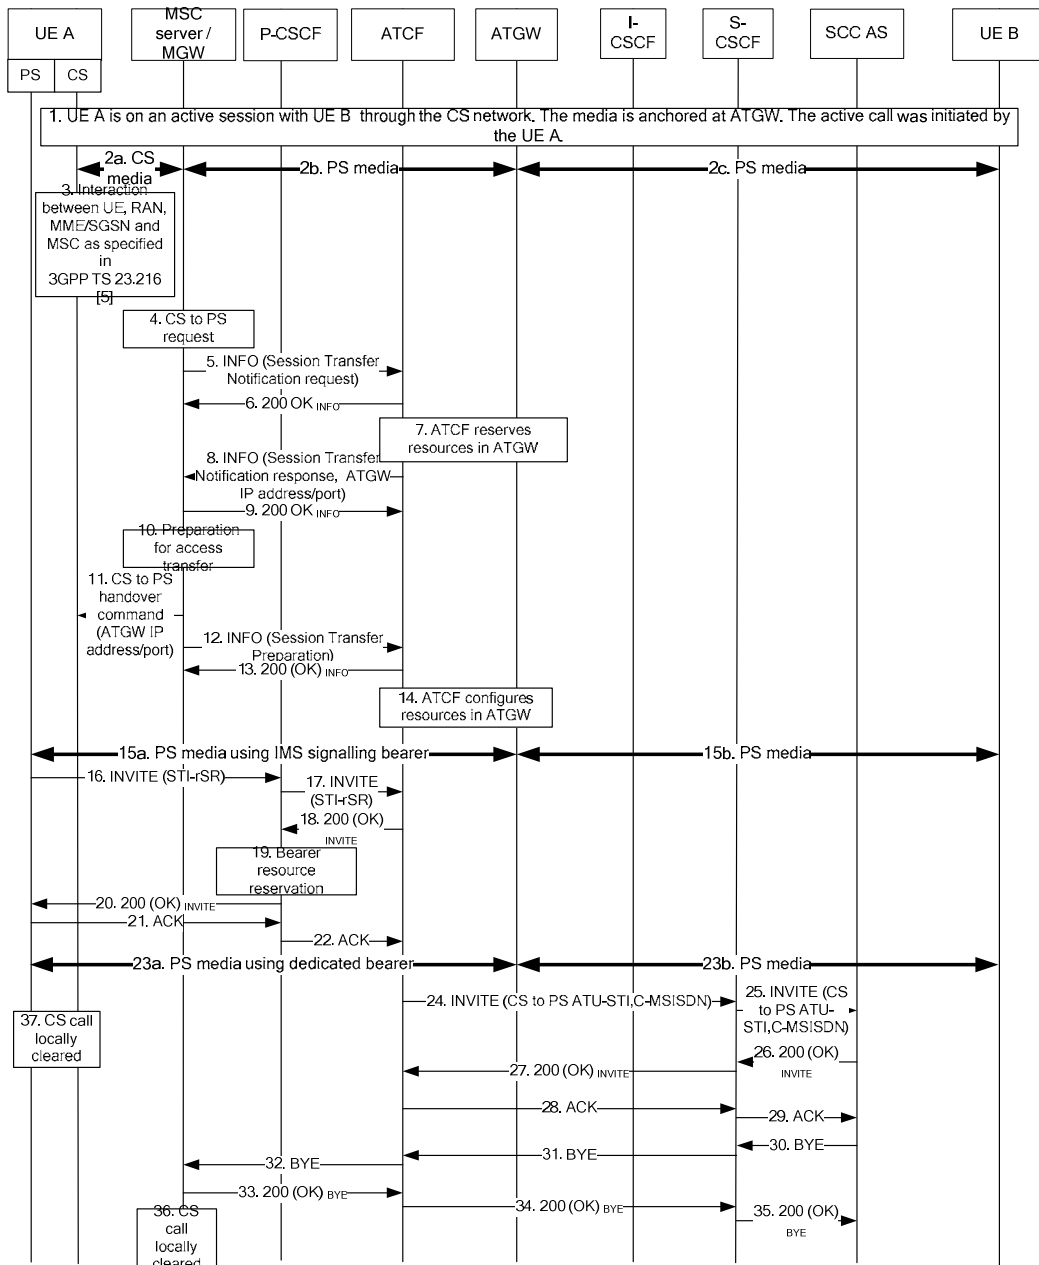 UE A
MSC
server /
MGW
P-CSCF
ATCF
ATGW
I-
CSCF
S-
CSCF
SCC AS
UE B
PS
CS
1. UE A is on an active session with UE B through the CS network. The media is anchored at ATGW. The active call was initiated by
the UE A.
2a. CS
media
2b. PS media
2c. PS media
3. Interaction
between UE, RAN,
MME/SGSN and
MSC as specified
in
3GPP TS 23.216
[5]
4. CS to PS
request
5. INFO (Session Transfer
Notification request)
6. 200 OK INFO
7. ATCF reserves
resources in ATGW
8. INFO (Session Transfer
Notification response, ATGW
IP address/port)
9. 200 OK INFO
10. Preparation
for access
transfer
11. CS to PS
handover
command
(ATGW IP
address/port)
12. INFO (Session Transfer
Preparation)
13. 200 (OK) INFO
14. ATCF configures
resources in ATGW
15a. PS media using IMS signalling bearer
15b. PS media
16. INVITE (STI-rSR)
17. INVITE
(STI-rSR)
18. 200 (OK)
INVITE
19. Bearer
resource
reservation
20. 200 (OK) INVITE
21. ACK
22. ACK
23a. PS media using dedicated bearer
23b. PS media
24. INVITE (CS to PS ATU-STI,C-MSISDN)
25. INVITE (CS
to PS ATU-
STI,C-MSISDN)
37. CS call
locally
cleared
26. 200 (OK)
INVITE
27. 200 (OK) INVITE
28. ACK
29. ACK
30. BYE
31. BYE
32. BYE
33. 200 (OK) BYE
34. 200 (OK) BYE
35. 200 (OK)
BYE
36. CS
call
locally
cleared